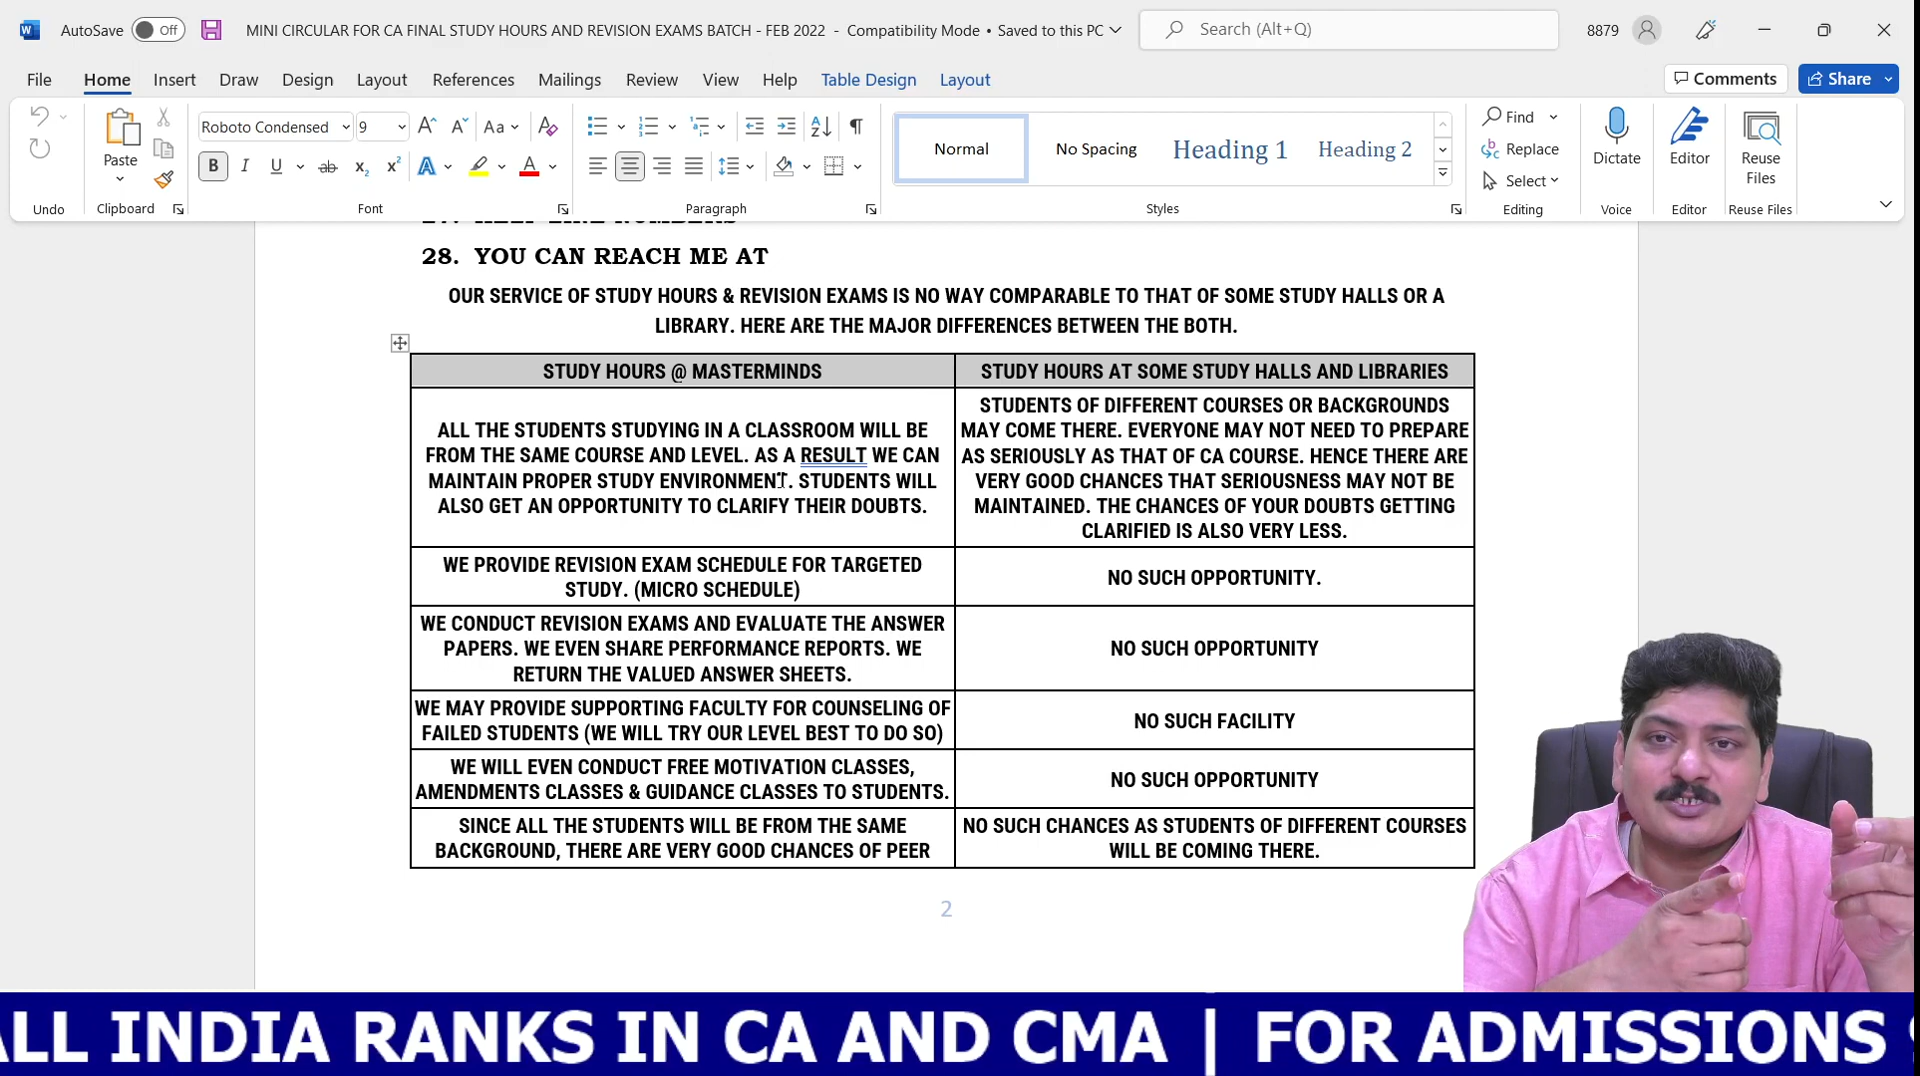 AutoSave Off MINI CIRCULAR FOR CA FINAL STUDY HOURS AND REVISION EXAMS BATCH - FEB 2022 - Compatibility Mode • Saved to this PC Search (Alt+Q) 8879
File Home Insert Draw Design Layout References Mailings Review View Help Table Design Layout Comments Share
Roboto Condensed 9
Paste
Undo Clipboard Font Paragraph
Normal No Spacing Heading 1 Heading 2
Styles
Find
Replace
Select
Editing
Dictate
Voice
Editor
Editor
Reuse
Files
Reuse Files
28. YOU CAN REACH ME AT
OUR SERVICE OF STUDY HOURS & REVISION EXAMS IS NO WAY COMPARABLE TO THAT OF SOME STUDY HALLS OR A
LIBRARY. HERE ARE THE MAJOR DIFFERENCES BETWEEN THE BOTH.
STUDY HOURS @ MASTERMINDS
STUDY HOURS AT SOME STUDY HALLS AND LIBRARIES
ALL THE STUDENTS STUDYING IN A CLASSROOM WILL BE
FROM THE SAME COURSE AND LEVEL. AS A RESULT WE CAN
MAINTAIN PROPER STUDY ENVIRONMENT. STUDENTS WILL
ALSO GET AN OPPORTUNITY TO CLARIFY THEIR DOUBTS.
STUDENTS OF DIFFERENT COURSES OR BACKGROUNDS
MAY COME THERE. EVERYONE MAY NOT NEED TO PREPARE
AS SERIOUSLY AS THAT OF CA COURSE. HENCE THERE ARE
VERY GOOD CHANCES THAT SERIOUSNESS MAY NOT BE
MAINTAINED. THE CHANCES OF YOUR DOUBTS GETTING
CLARIFIED IS ALSO VERY LESS.
WE PROVIDE REVISION EXAM SCHEDULE FOR TARGETED
STUDY. (MICRO SCHEDULE)
NO SUCH OPPORTUNITY.
WE CONDUCT REVISION EXAMS AND EVALUATE THE ANSWER
PAPERS. WE EVEN SHARE PERFORMANCE REPORTS. WE
RETURN THE VALUED ANSWER SHEETS.
NO SUCH OPPORTUNITY
WE MAY PROVIDE SUPPORTING FACULTY FOR COUNSELING OF
FAILED STUDENTS (WE WILL TRY OUR LEVEL BEST TO DO SO)
NO SUCH FACILITY
WE WILL EVEN CONDUCT FREE MOTIVATION CLASSES,
AMENDMENTS CLASSES & GUIDANCE CLASSES TO STUDENTS.
NO SUCH OPPORTUNITY
SINCE ALL THE STUDENTS WILL BE FROM THE SAME
BACKGROUND, THERE ARE VERY GOOD CHANCES OF PEER
NO SUCH CHANCES AS STUDENTS OF DIFFERENT COURSES
WILL BE COMING THERE.
2
ALL INDIA RANKS IN CA AND CMA | FOR ADMISSIONS